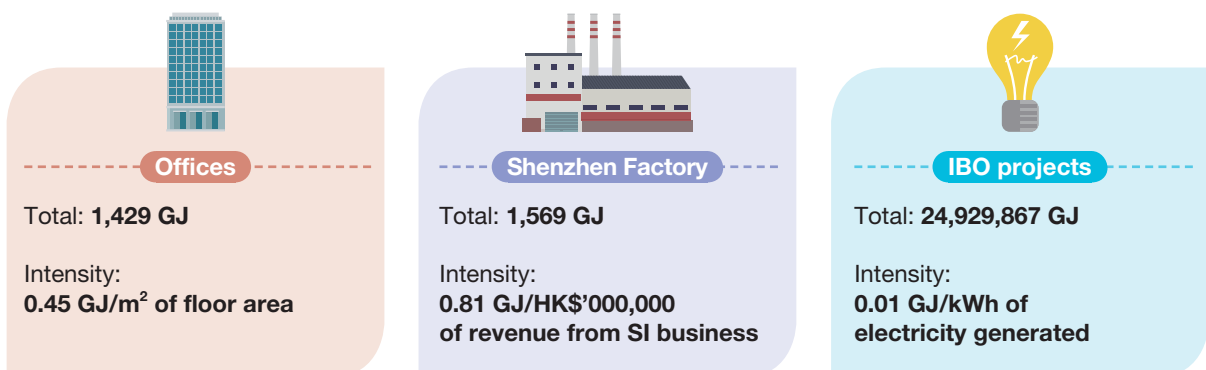 Offices
Total: 1,429 GJ
Intensity:
0.45 GJ/m² of floor area
Shenzhen Factory
Total: 1,569 GJ
Intensity:
0.81 GJ/HK$’000,000
of revenue from SI business
IBO projects
Total: 24,929,867 GJ
Intensity:
0.01 GJ/kWh of
electricity generated